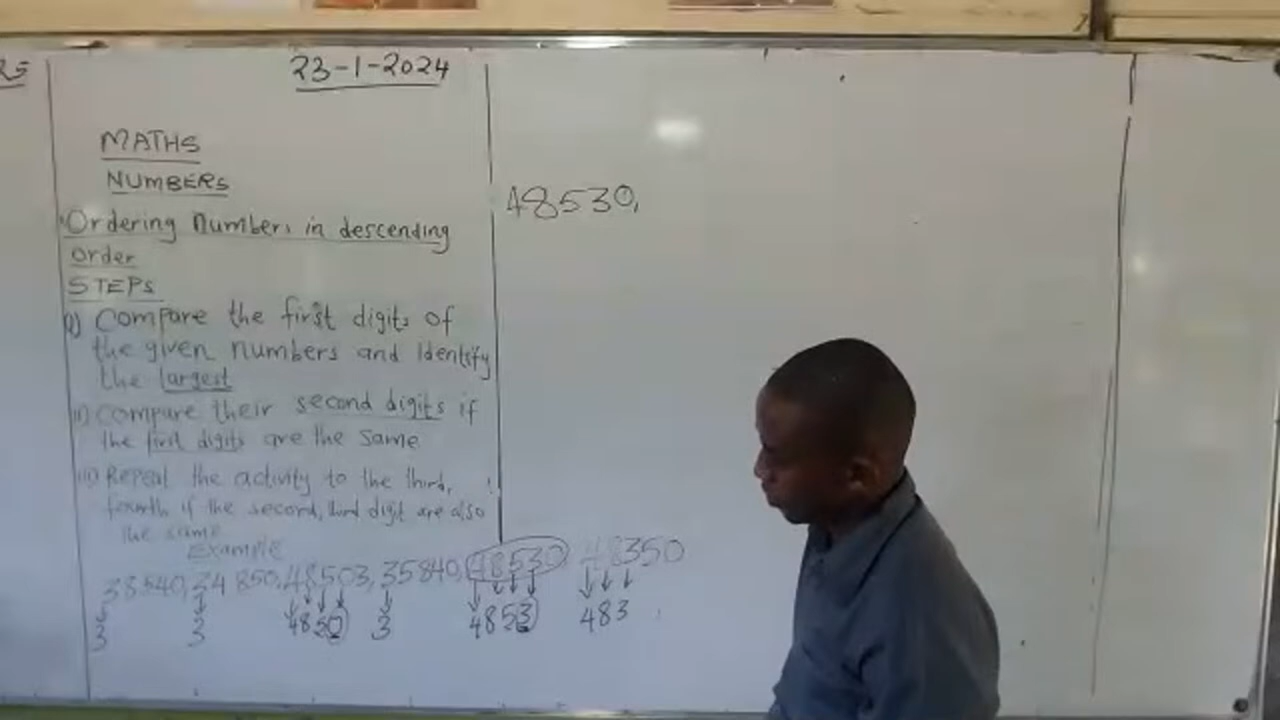 23-1-2024
MATHS
NUMBERS
Ordering numbers in descending
order
STEPS
i) Compare the first digits of
the given numbers and identify
the largest
ii) Compare their second digits if
the first digits are the same
iii) Repeat the activity to the third,
fourth if the second, third digit are also
the same
Example
38540, 34850, 48503, 35840, 48530, 48350
3 3 4850 3 4853 483
48530,